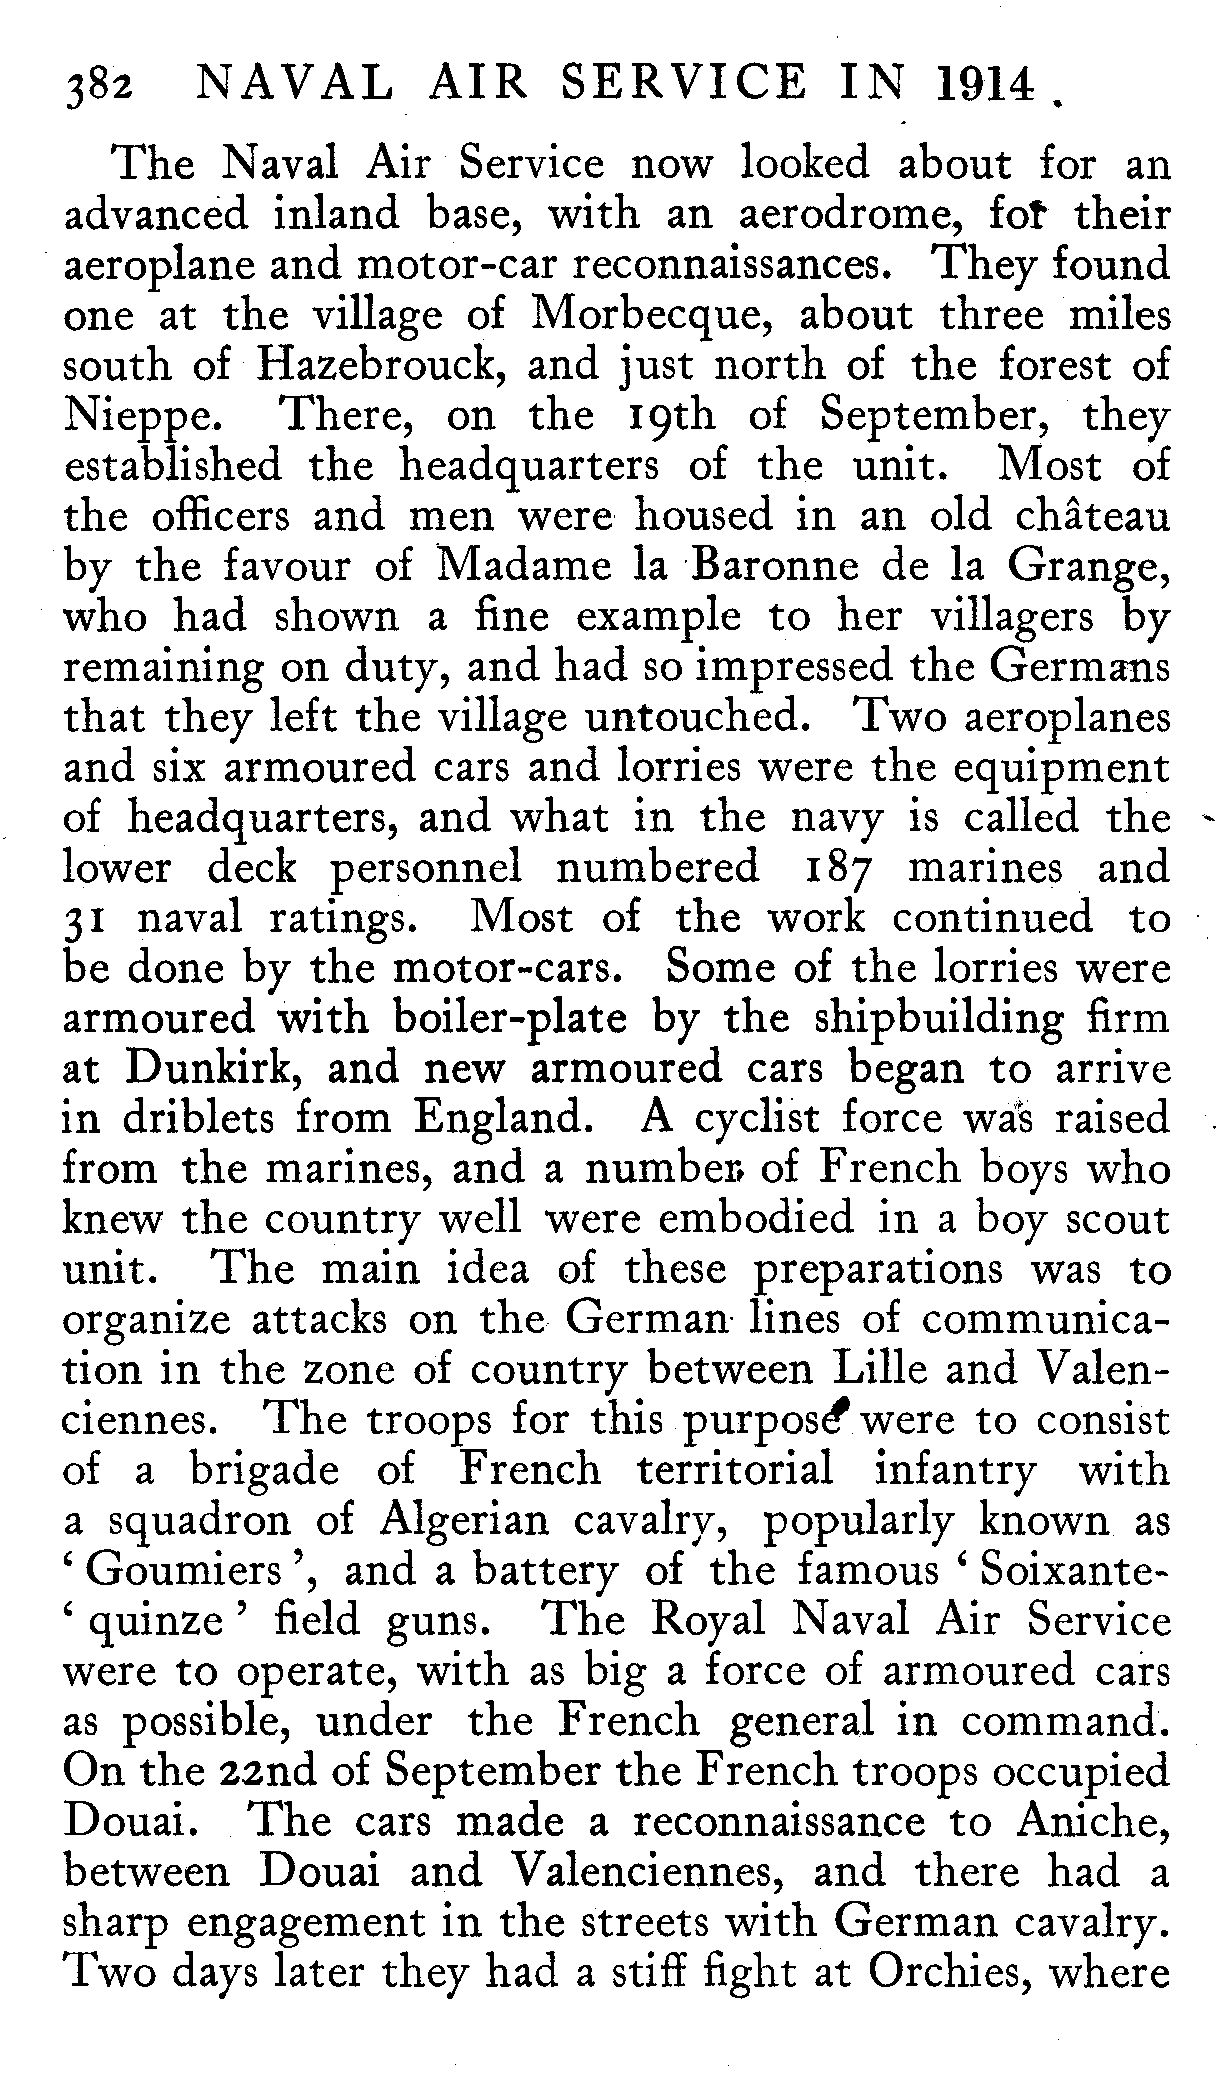 382 NAVAL AIR SERVICE IN 1914.
The Naval Air Service now looked about for an
advanced inland base, with an aerodrome, for their
aeroplane and motor-car reconnaissances. They found
one at the village of Morbecque, about three miles
south of Hazebrouck, and just north of the forest of
Nieppe. There, on the 19th of September, they
established the headquarters of the unit. Most of
the officers and men were housed in an old château
by the favour of Madame la Baronne de la Grange,
who had shown a fine example to her villagers by
remaining on duty, and had so impressed the Germans
that they left the village untouched. Two aeroplanes
and six armoured cars and lorries were the equipment
of headquarters, and what in the navy is called the
lower deck personnel numbered 187 marines and
31 naval ratings. Most of the work continued to
be done by the motor-cars. Some of the lorries were
armoured with boiler-plate by the shipbuilding firm
at Dunkirk, and new armoured cars began to arrive
in driblets from England. A cyclist force was raised
from the marines, and a number of French boys who
knew the country well were embodied in a boy scout
unit. The main idea of these preparations was to
organize attacks on the German lines of communica-
tion in the zone of country between Lille and Valen-
ciennes. The troops for this purpose were to consist
of a brigade of French territorial infantry with
a squadron of Algerian cavalry, popularly known as
‘ Goumiers ’, and a battery of the famous ‘ Soixante-
‘ quinze ’ field guns. The Royal Naval Air Service
were to operate, with as big a force of armoured cars
as possible, under the French general in command.
On the 22nd of September the French troops occupied
Douai. The cars made a reconnaissance to Aniche,
between Douai and Valenciennes, and there had a
sharp engagement in the streets with German cavalry.
Two days later they had a stiff fight at Orchies, where